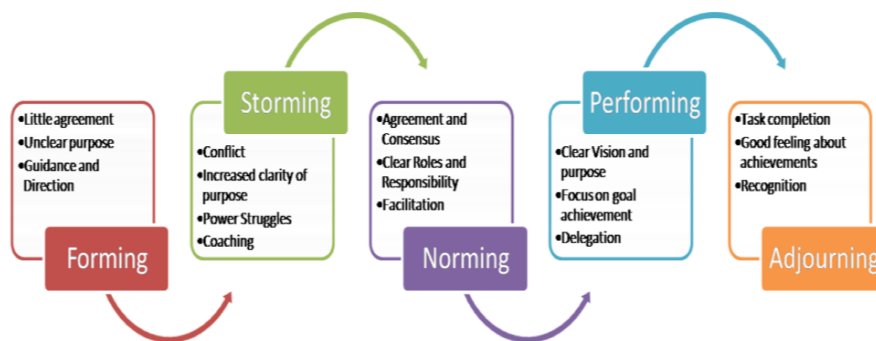 •Little agreement
•Unclear purpose
•Guidance and
Direction
Forming
Storming
•Conflict
•Increased clarity of
purpose
•Power Struggles
•Coaching
•Agreement and
Consensus
•Clear Roles and
Responsibility
•Facilitation
Norming
Performing
•Clear Vision and
purpose
•Focus on goal
achievement
•Delegation
•Task completion
•Good feeling about
achievements
•Recognition
Adjourning